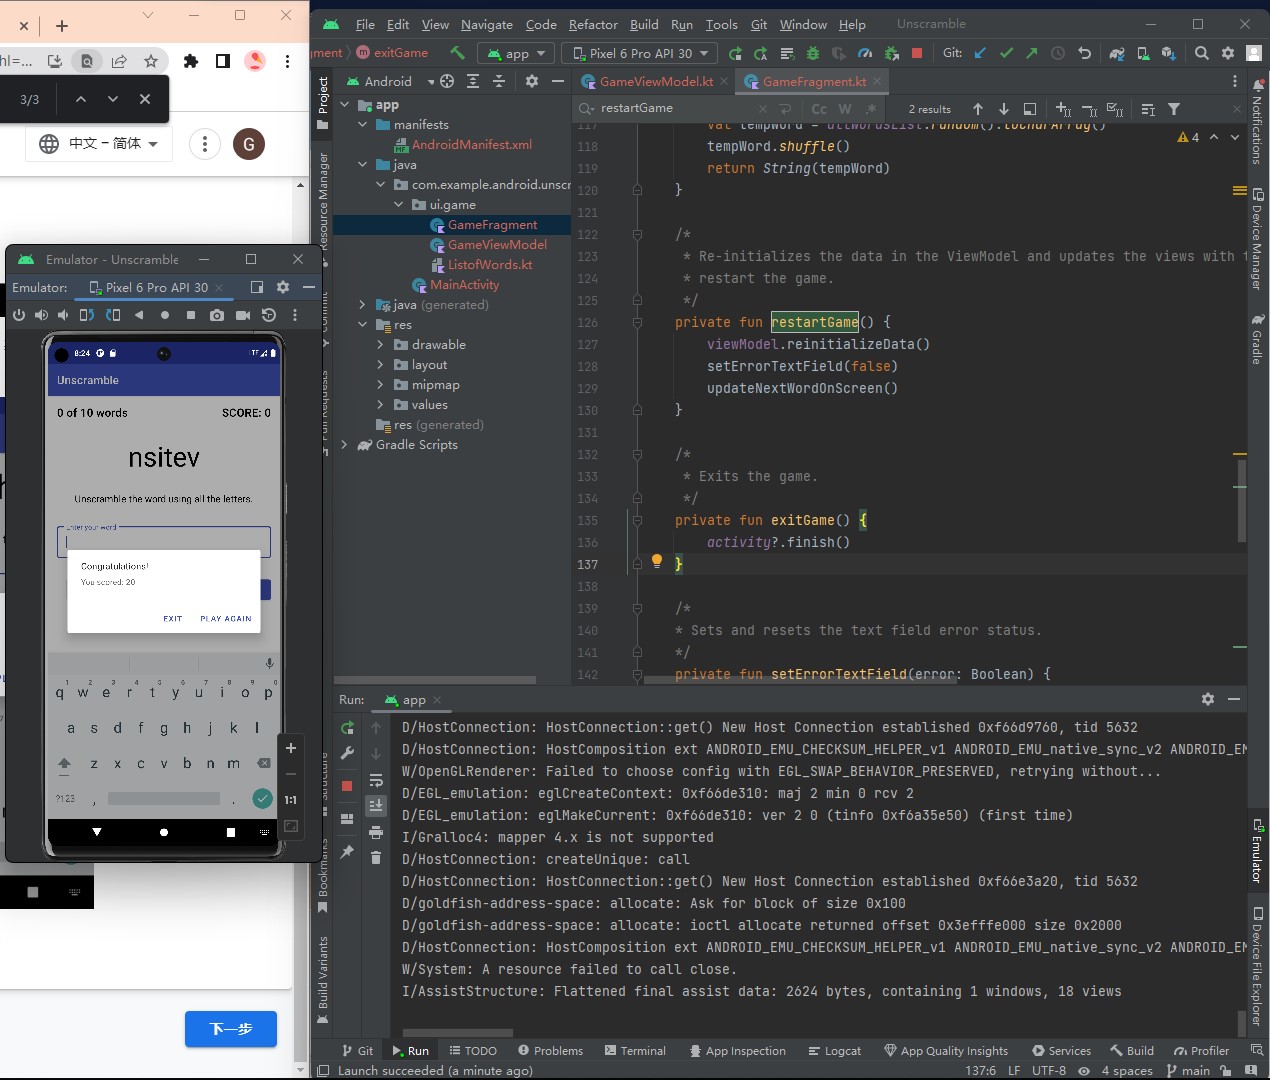 File Edit View Navigate Code Refactor Build Run Tools Git Window Help Unscramble
exitGame
app
Pixel 6 Pro API 30
Git:
hl=...
3/3
中文 – 简体
G
Android
GameViewModel.kt
GameFragment.kt
restartGame
Cc W .*
2 results
Project
Resource Manager
app
manifests
AndroidManifest.xml
java
com.example.android.unscr
ui.game
GameFragment
GameViewModel
ListofWords.kt
MainActivity
java (generated)
res
drawable
layout
mipmap
values
res (generated)
Gradle Scripts
4
118 tempWord.shuffle()
119 return String(tempWord)
120 }
121
122 /*
123 * Re-initializes the data in the ViewModel and updates the views with
124 * restart the game.
125 */
126 private fun restartGame() {
127 viewModel.reinitializeData()
128 setErrorTextField(false)
129 updateNextWordOnScreen()
130 }
131
132 /*
133 * Exits the game.
134 */
135 private fun exitGame() {
136 activity?.finish()
137 }
138
139 /*
140 * Sets and resets the text field error status.
141 */
142 private fun setErrorTextField(error: Boolean) {
Notifications
Device Manager
Gradle
Emulator
Device File Explorer
Emulator - Unscramble
Emulator: Pixel 6 Pro API 30
8:24
LTE
Unscramble
0 of 10 words SCORE: 0
nsitev
Unscramble the word using all the letters.
Enter your word
Congratulations!
You scored: 20
EXIT PLAY AGAIN
1 2 3 4 5 6 7 8 9 0
q w e r t y u i o p
a s d f g h j k l
z x c v b n m
?123 , .
1:1
下一步
Run: app
D/HostConnection: HostConnection::get() New Host Connection established 0xf66d9760, tid 5632
D/HostConnection: HostComposition ext ANDROID_EMU_CHECKSUM_HELPER_v1 ANDROID_EMU_native_sync_v2 ANDROID_EM
W/OpenGLRenderer: Failed to choose config with EGL_SWAP_BEHAVIOR_PRESERVED, retrying without...
D/EGL_emulation: eglCreateContext: 0xf66de310: maj 2 min 0 rcv 2
D/EGL_emulation: eglMakeCurrent: 0xf66de310: ver 2 0 (tinfo 0xf6a35e50) (first time)
I/Gralloc4: mapper 4.x is not supported
D/HostConnection: createUnique: call
D/HostConnection: HostConnection::get() New Host Connection established 0xf66e3a20, tid 5632
D/goldfish-address-space: allocate: Ask for block of size 0x100
D/goldfish-address-space: allocate: ioctl allocate returned offset 0x3efffe000 size 0x2000
D/HostConnection: HostComposition ext ANDROID_EMU_CHECKSUM_HELPER_v1 ANDROID_EMU_native_sync_v2 ANDROID_EM
W/System: A resource failed to call close.
I/AssistStructure: Flattened final assist data: 2624 bytes, containing 1 windows, 18 views
Bookmarks
Build Variants
Git Run TODO Problems Terminal App Inspection Logcat App Quality Insights Services Build Profiler
Launch succeeded (a minute ago)
137:6 LF UTF-8 4 spaces main